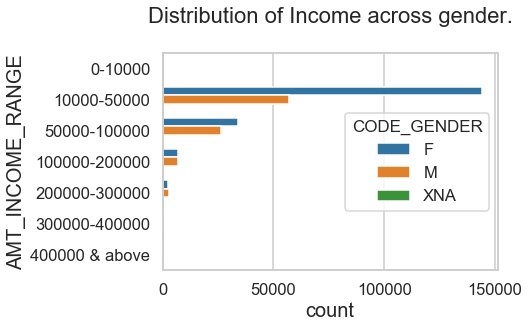 Distribution of Income across gender.
AMT_INCOME_RANGE
0-10000
10000-50000
50000-100000
100000-200000
200000-300000
300000-400000
400000 & above
CODE_GENDER
F
M
XNA
0
50000
100000
150000
count